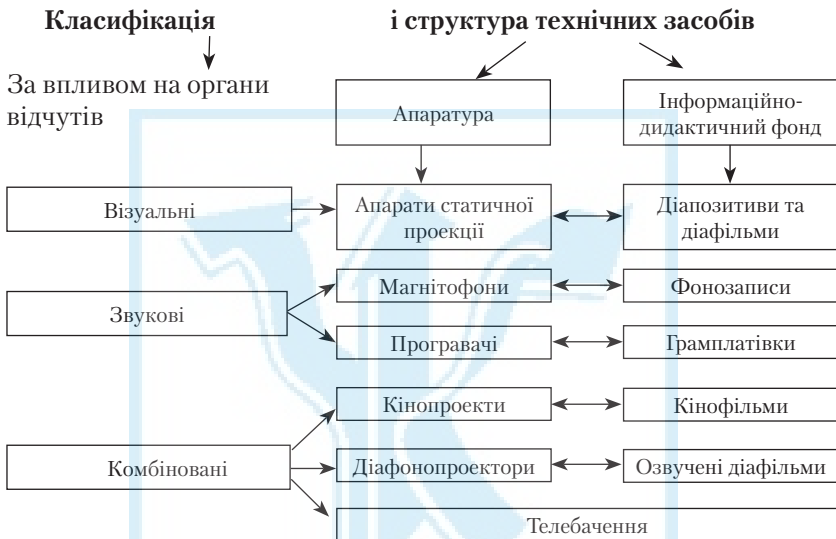 Класифікація
і структура технічних засобів
За впливом на органи
відчутів
Апаратура
Інформаційно-
дидактичний фонд
Візуальні
Апарати статичної
проекції
Діапозитиви та
діафільми
Звукові
Магнітофони
Фонозаписи
Програвачі
Грамплатівки
Комбіновані
Кінопроекти
Кінофільми
Діафонопроектори
Озвучені діафільми
Телебачення